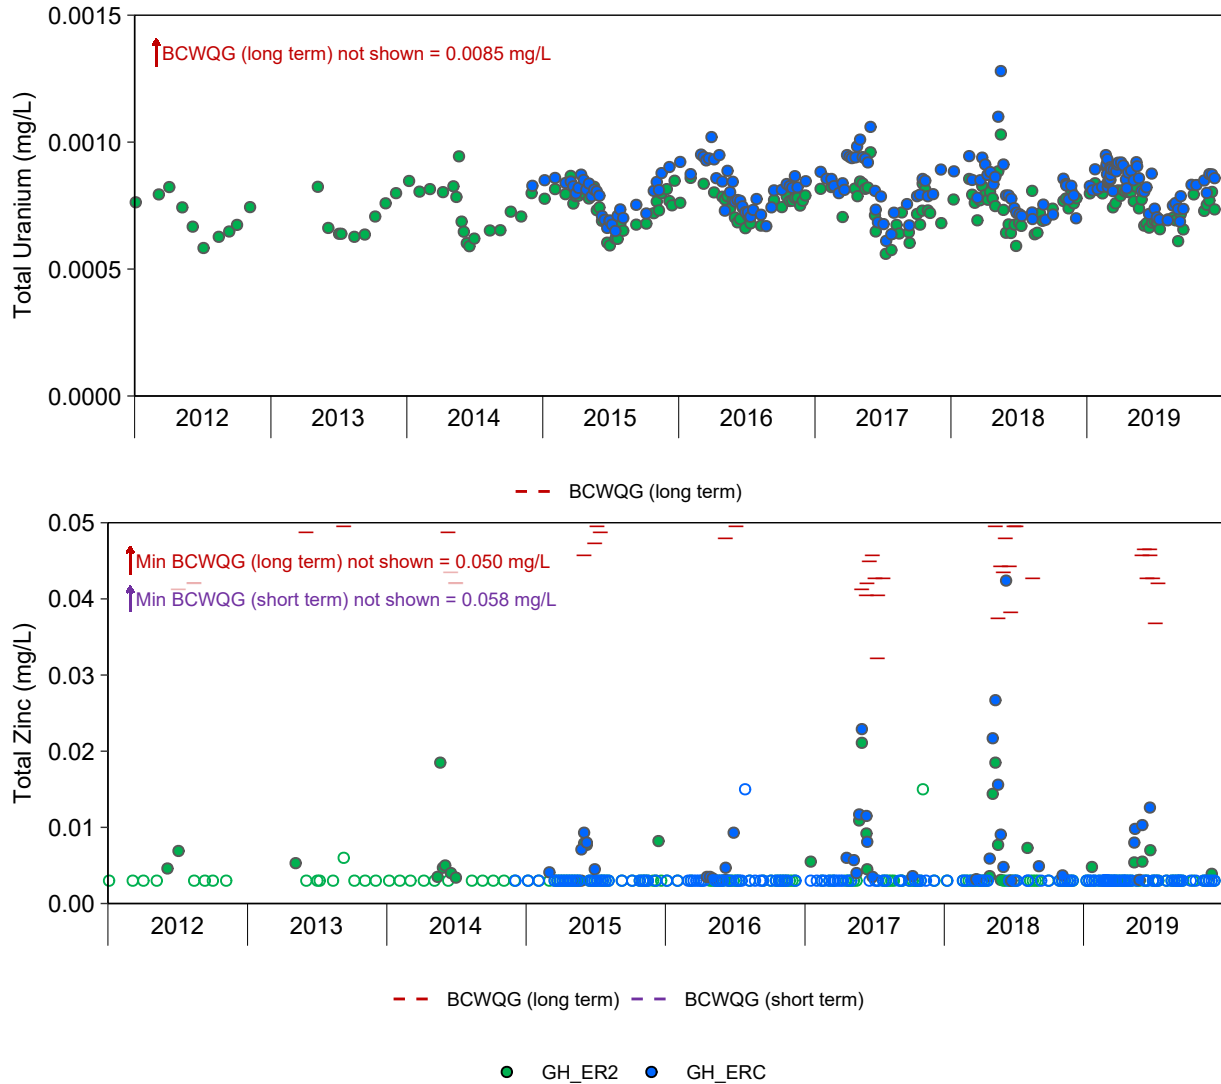 0.0015
BCWQG (long term) not shown = 0.0085 mg/L
0.0010
Total Uranium (mg/L)
0.0005
0.0000
2012 2013 2014 2015 2016 2017 2018 2019
BCWQG (long term)
0.05
Min BCWQG (long term) not shown = 0.050 mg/L
Min BCWQG (short term) not shown = 0.058 mg/L
0.04
0.03
Total Zinc (mg/L)
0.02
0.01
0.00
2012 2013 2014 2015 2016 2017 2018 2019
BCWQG (long term) BCWQG (short term)
GH_ER2 GH_ERC